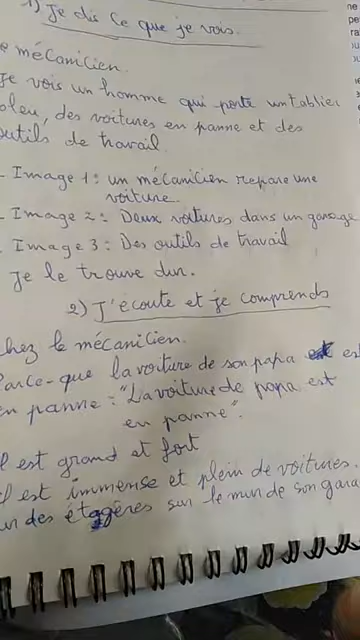 1) Je dis ce que je vois.
e mécanicien.
Je vois un homme qui porte un tablier
bleu, des voitures en panne et des
outils de travail.
- Image 1 : un mécanicien repare une
voiture.
- Image 2 : Deux voitures dans un garage
- Image 3 : Des outils de travail
Je le trouve dur.
2) J'écoute et je comprends
chez le mécanicien.
Parce-que la voiture de son papa est
en panne : "La voiture de papa est
en panne".
Il est grand et fort
Il est immense et plein de voitures.
des étagères sur le mur de son gara